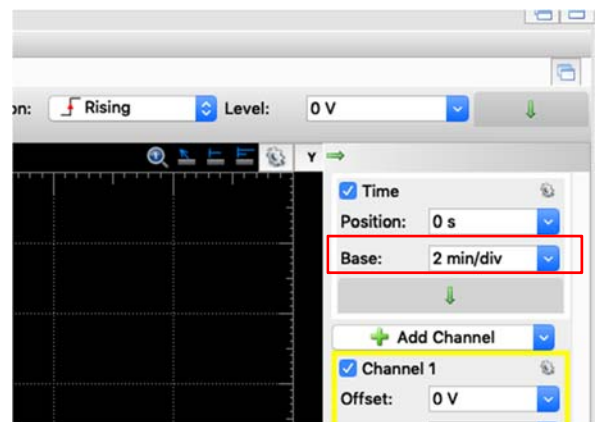 on: Rising Level: 0 V
Y
Time
Position: 0 s
Base: 2 min/div
Add Channel
Channel 1
Offset: 0 V